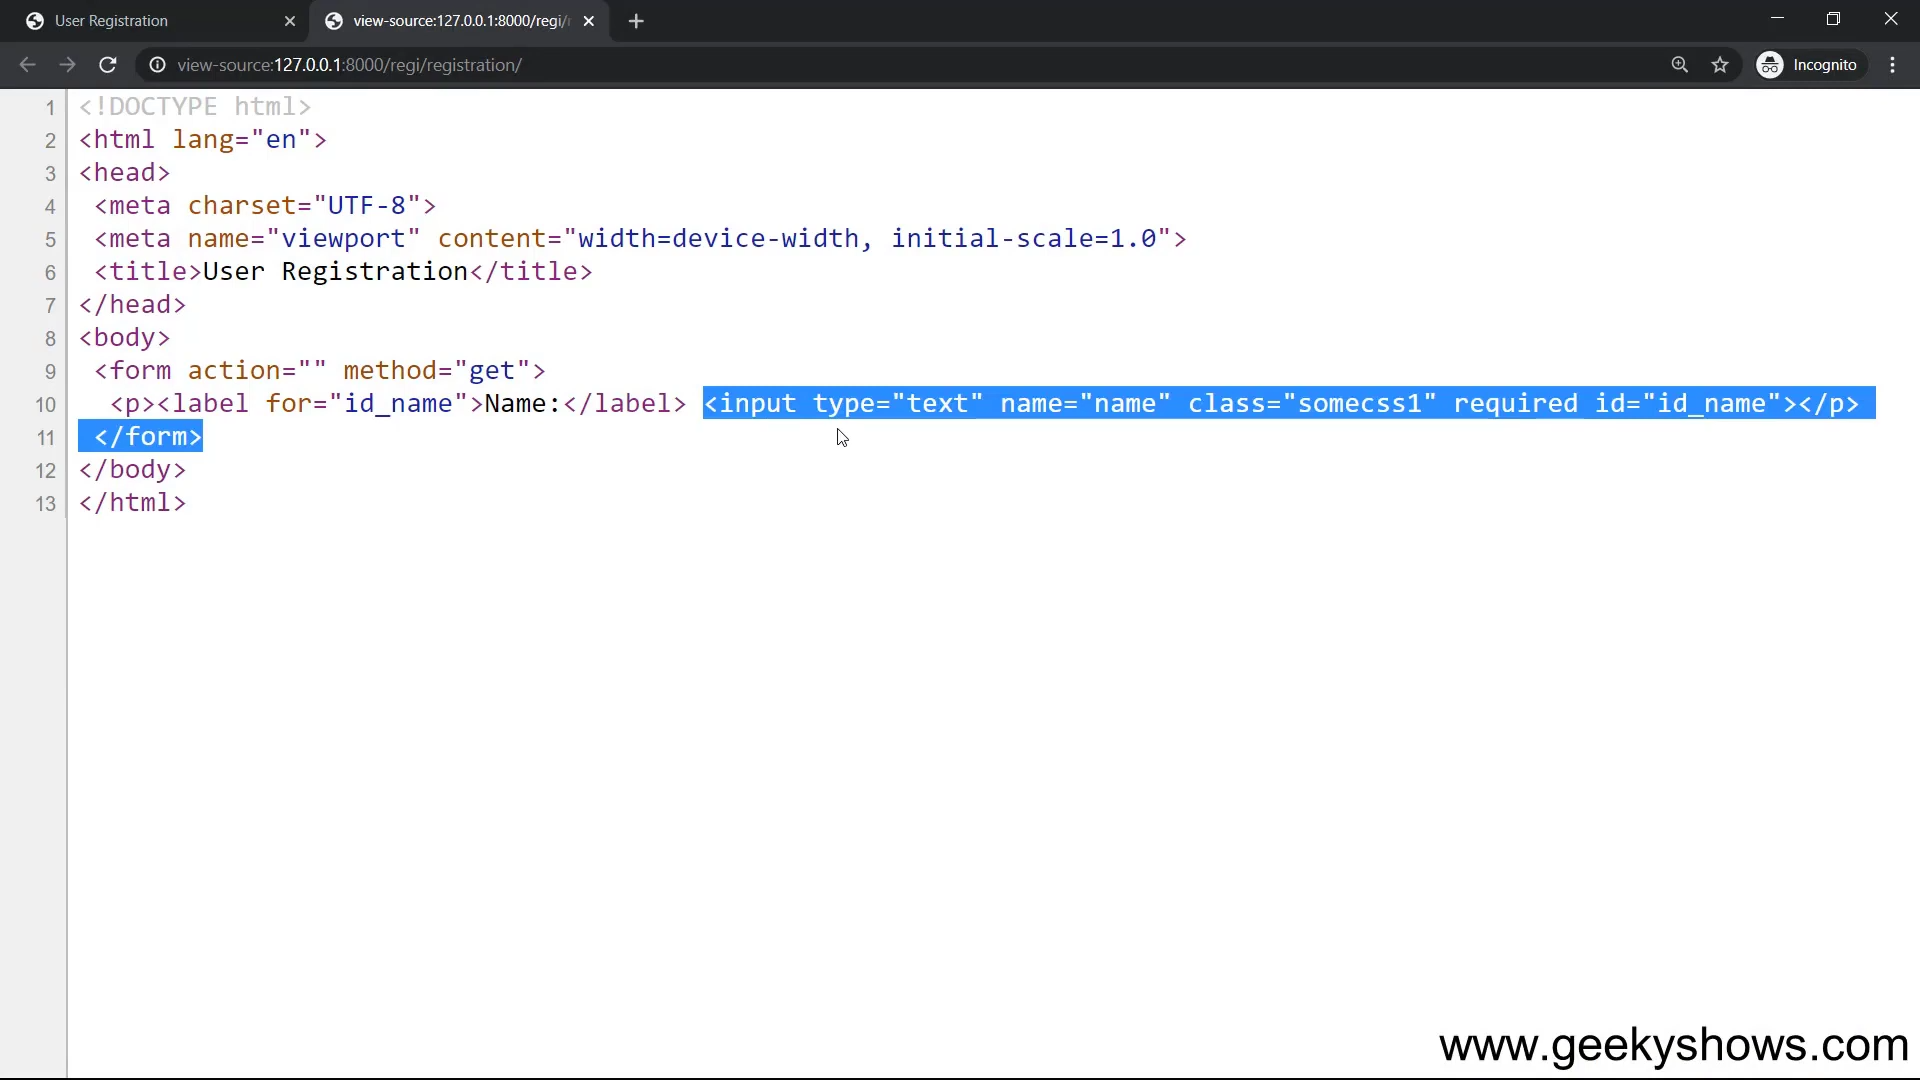 User Registration
view-source:127.0.0.1:8000/regi/r
view-source:127.0.0.1:8000/regi/registration/
Incognito
1 <!DOCTYPE html>
2 <html lang="en">
3 <head>
4 <meta charset="UTF-8">
5 <meta name="viewport" content="width=device-width, initial-scale=1.0">
6 <title>User Registration</title>
7 </head>
8 <body>
9 <form action="" method="get">
10 <p><label for="id_name">Name:</label> <input type="text" name="name" class="somecss1" required id="id_name"></p>
11 </form>
12 </body>
13 </html>
www.geekyshows.com